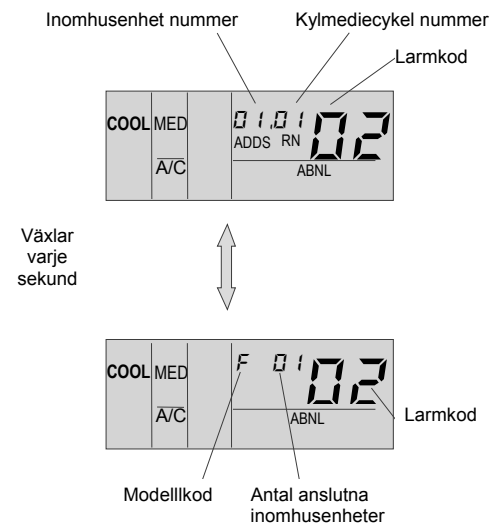 Inomhusenhet nummer
Kylmediecykel nummer
Larmkod
COOL MED 01.01 02
ADDS RN
A/C ABNL
Växlar
varje
sekund
COOL MED F 01 02
A/C ABNL
Larmkod
Modelllkod
Antal anslutna
inomhusenheter